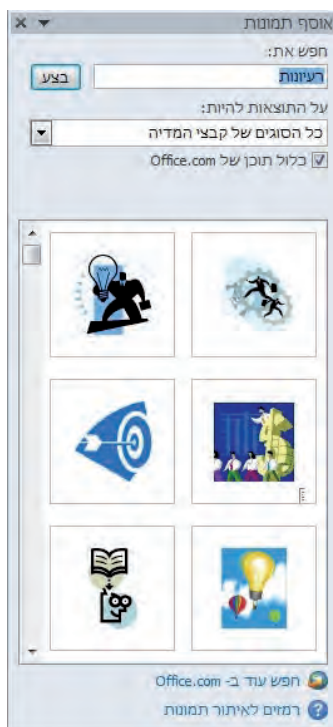 אוסף תמונות
חפש את:
רעיונות
בצע
על התוצאות להיות:
כל הסוגים של קבצי המדיה
כלול תוכן של Office.com
חפש עוד ב- Office.com
רמזים לאיתור תמונות